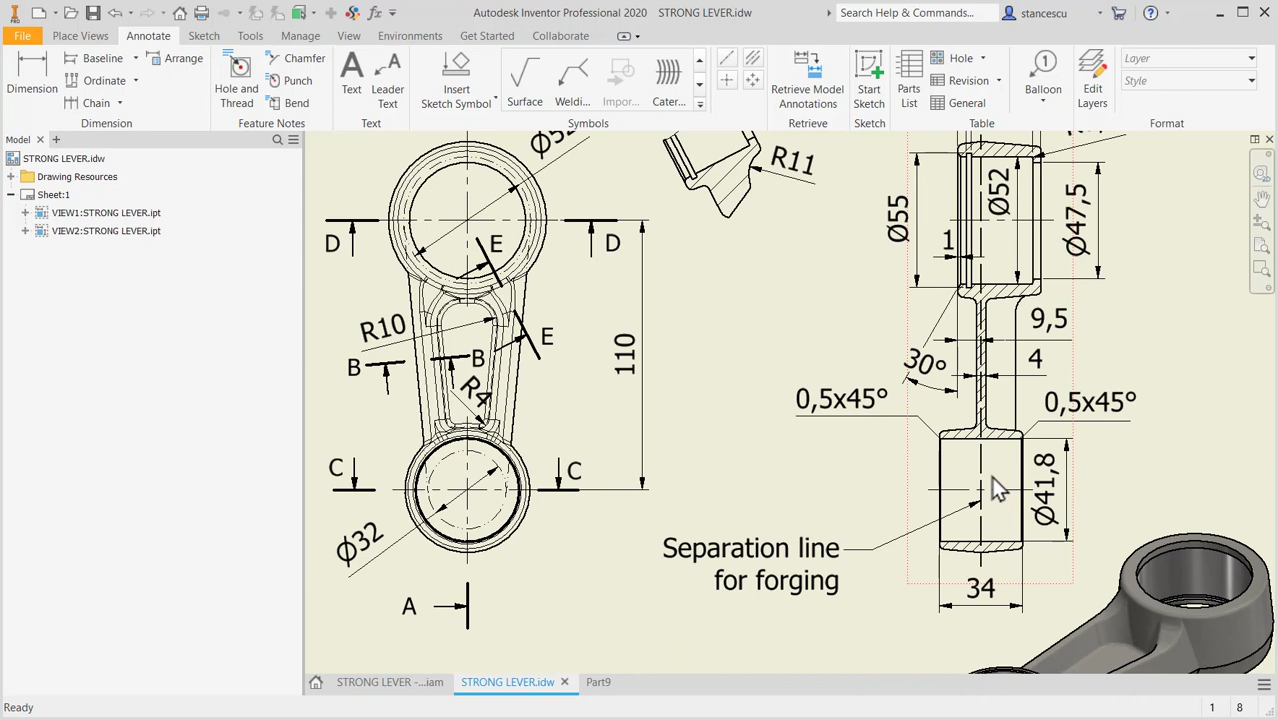 PRO
Autodesk Inventor Professional 2020 STRONG LEVER.idw
Search Help & Commands...
stancescu
File Place Views Annotate Sketch Tools Manage View Environments Get Started Collaborate
Dimension
Baseline
Ordinate
Chain
Arrange
Dimension
Hole and Thread
Chamfer
Punch
Bend
Feature Notes
Text
Leader Text
Text
Insert Sketch Symbol
Surface
Weldi...
Impor...
Cater...
Symbols
Retrieve Model Annotations
Retrieve
Start Sketch
Sketch
Parts List
Hole
Revision
General
Table
Balloon
Edit Layers
Layer
Style
Format
Model
STRONG LEVER.idw
Drawing Resources
Sheet:1
VIEW1:STRONG LEVER.ipt
VIEW2:STRONG LEVER.ipt
Ø52
D
D
E
E
R10
B
B
R4
110
C
C
Ø32
A
R11
Ø55
Ø52
Ø47,5
1
9,5
30°
4
0,5x45°
0,5x45°
Ø41,8
Separation line
for forging
34
STRONG LEVER -...iam
STRONG LEVER.idw
Part9
Ready
1 8